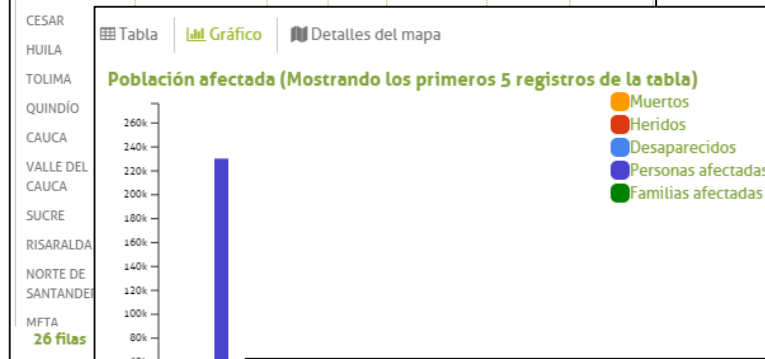 CESAR
HUILA
TOLIMA
QUINDÍO
CAUCA
VALLE DEL
CAUCA
SUCRE
RISARALDA
NORTE DE
SANTANDER
META
26 filas
Tabla
Gráfico
Detalles del mapa
Población afectada (Mostrando los primeros 5 registros de la tabla)
Muertos
Heridos
Desaparecidos
Personas afectadas
Familias afectadas
260k
240k
220k
200k
180k
160k
140k
120k
100k
80k